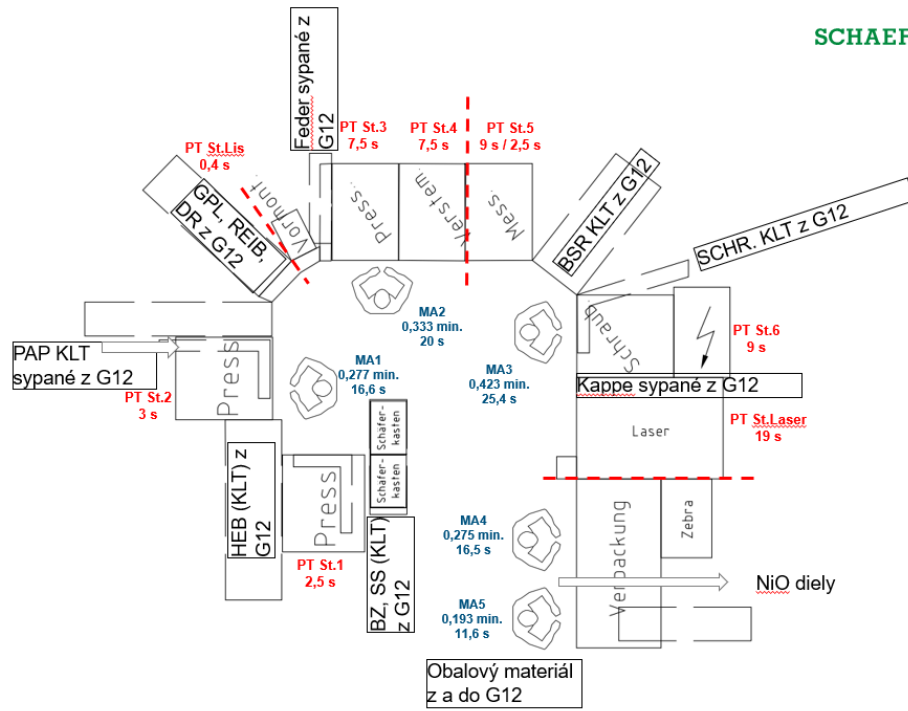 SCHAEF
Feder sypané z
G12
PT St.3
7,5 s
PT St.4
7,5 s
PT St.5
9 s / 2,5 s
PT St.Lis
0,4 s
Vormont.
GPL, REIB,
DR z G12
Press.
Verstem.
Mess.
BSR KLT z G12
SCHR. KLT z G12
MA2
0,333 min.
20 s
MA3
0,423 min.
25,4 s
Schraub
PT St.6
9 s
PAP KLT
sypané z G12
Press
MA1
0,277 min.
16,6 s
Kappe sypané z G12
PT St.2
3 s
Laser
PT St.Laser
19 s
Schäfer-
kasten
Schäfer-
kasten
HEB (KLT) z
G12
Press
PT St.1
2,5 s
BZ, SS (KLT)
z G12
MA4
0,275 min.
16,5 s
Verpackung
Zebra
NiO diely
MA5
0,193 min.
11,6 s
Obalový materiál
z a do G12